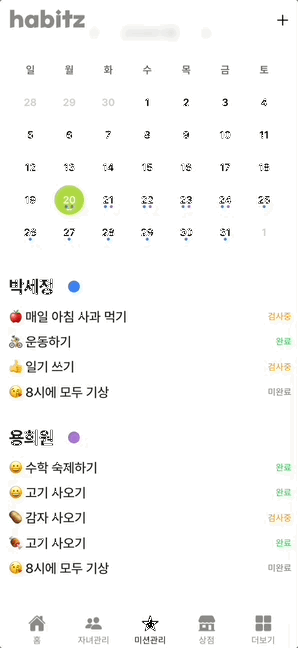 habitz
+
일 월 화 수 목 금 토
28 29 30 1 2 3 4
5 6 7 8 9 10 11
12 13 14 15 16 17 18
19 20 21 22 23 24 25
26 27 28 29 30 31 1
박세정
매일 아침 사과 먹기 검사중
운동하기 완료
일기 쓰기 검사중
8시에 모두 기상 미완료
용희원
수학 숙제하기 완료
고기 사오기 완료
감자 사오기 검사중
고기 사오기 완료
8시에 모두 기상 미완료
홈 자녀관리 미션관리 상점 더보기